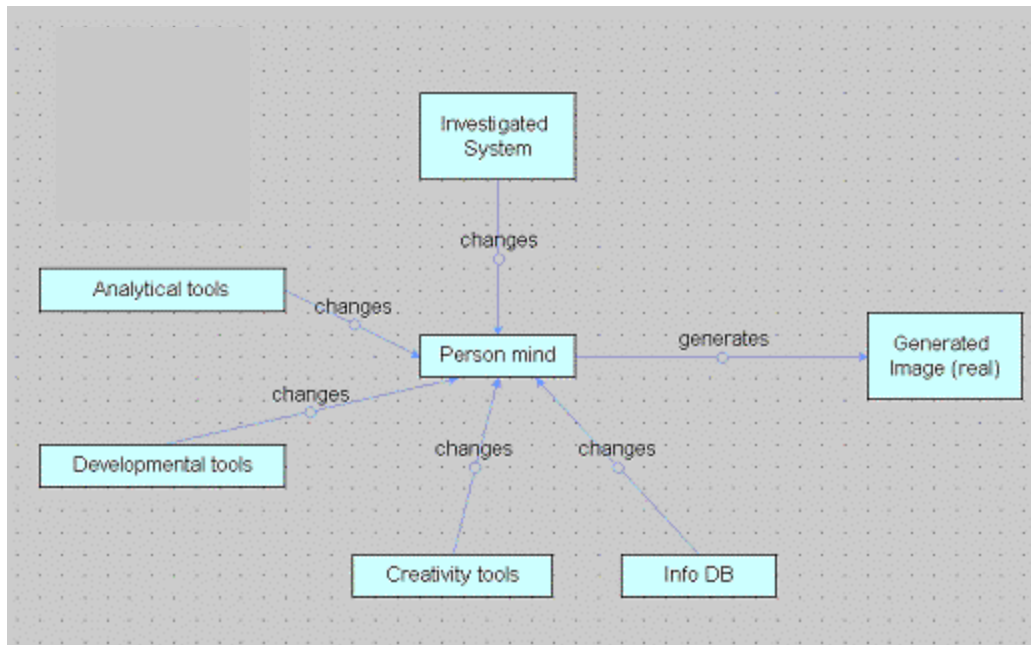 Investigated
System
changes
Analytical tools
changes
Person mind
generates
Generated
Image (real)
changes
Developmental tools
changes
changes
Creativity tools
Info DB